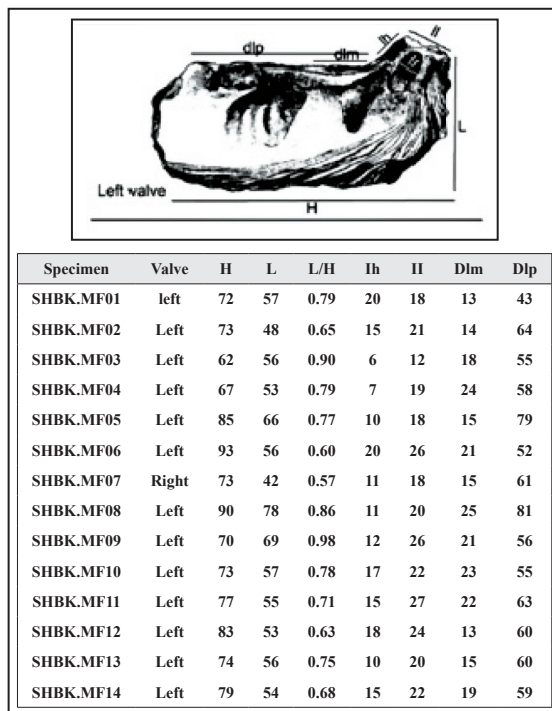 dlp
dlm
Ih
II
L
Left valve
H
Specimen Valve H L L/H Ih II Dlm Dlp
SHBK.MF01 left 72 57 0.79 20 18 13 43
SHBK.MF02 Left 73 48 0.65 15 21 14 64
SHBK.MF03 Left 62 56 0.90 6 12 18 55
SHBK.MF04 Left 67 53 0.79 7 19 24 58
SHBK.MF05 Left 85 66 0.77 10 18 15 79
SHBK.MF06 Left 93 56 0.60 20 26 21 52
SHBK.MF07 Right 73 42 0.57 11 18 15 61
SHBK.MF08 Left 90 78 0.86 11 20 25 81
SHBK.MF09 Left 70 69 0.98 12 26 21 56
SHBK.MF10 Left 73 57 0.78 17 22 23 55
SHBK.MF11 Left 77 55 0.71 15 27 22 63
SHBK.MF12 Left 83 53 0.63 18 24 13 60
SHBK.MF13 Left 74 56 0.75 10 20 15 60
SHBK.MF14 Left 79 54 0.68 15 22 19 59